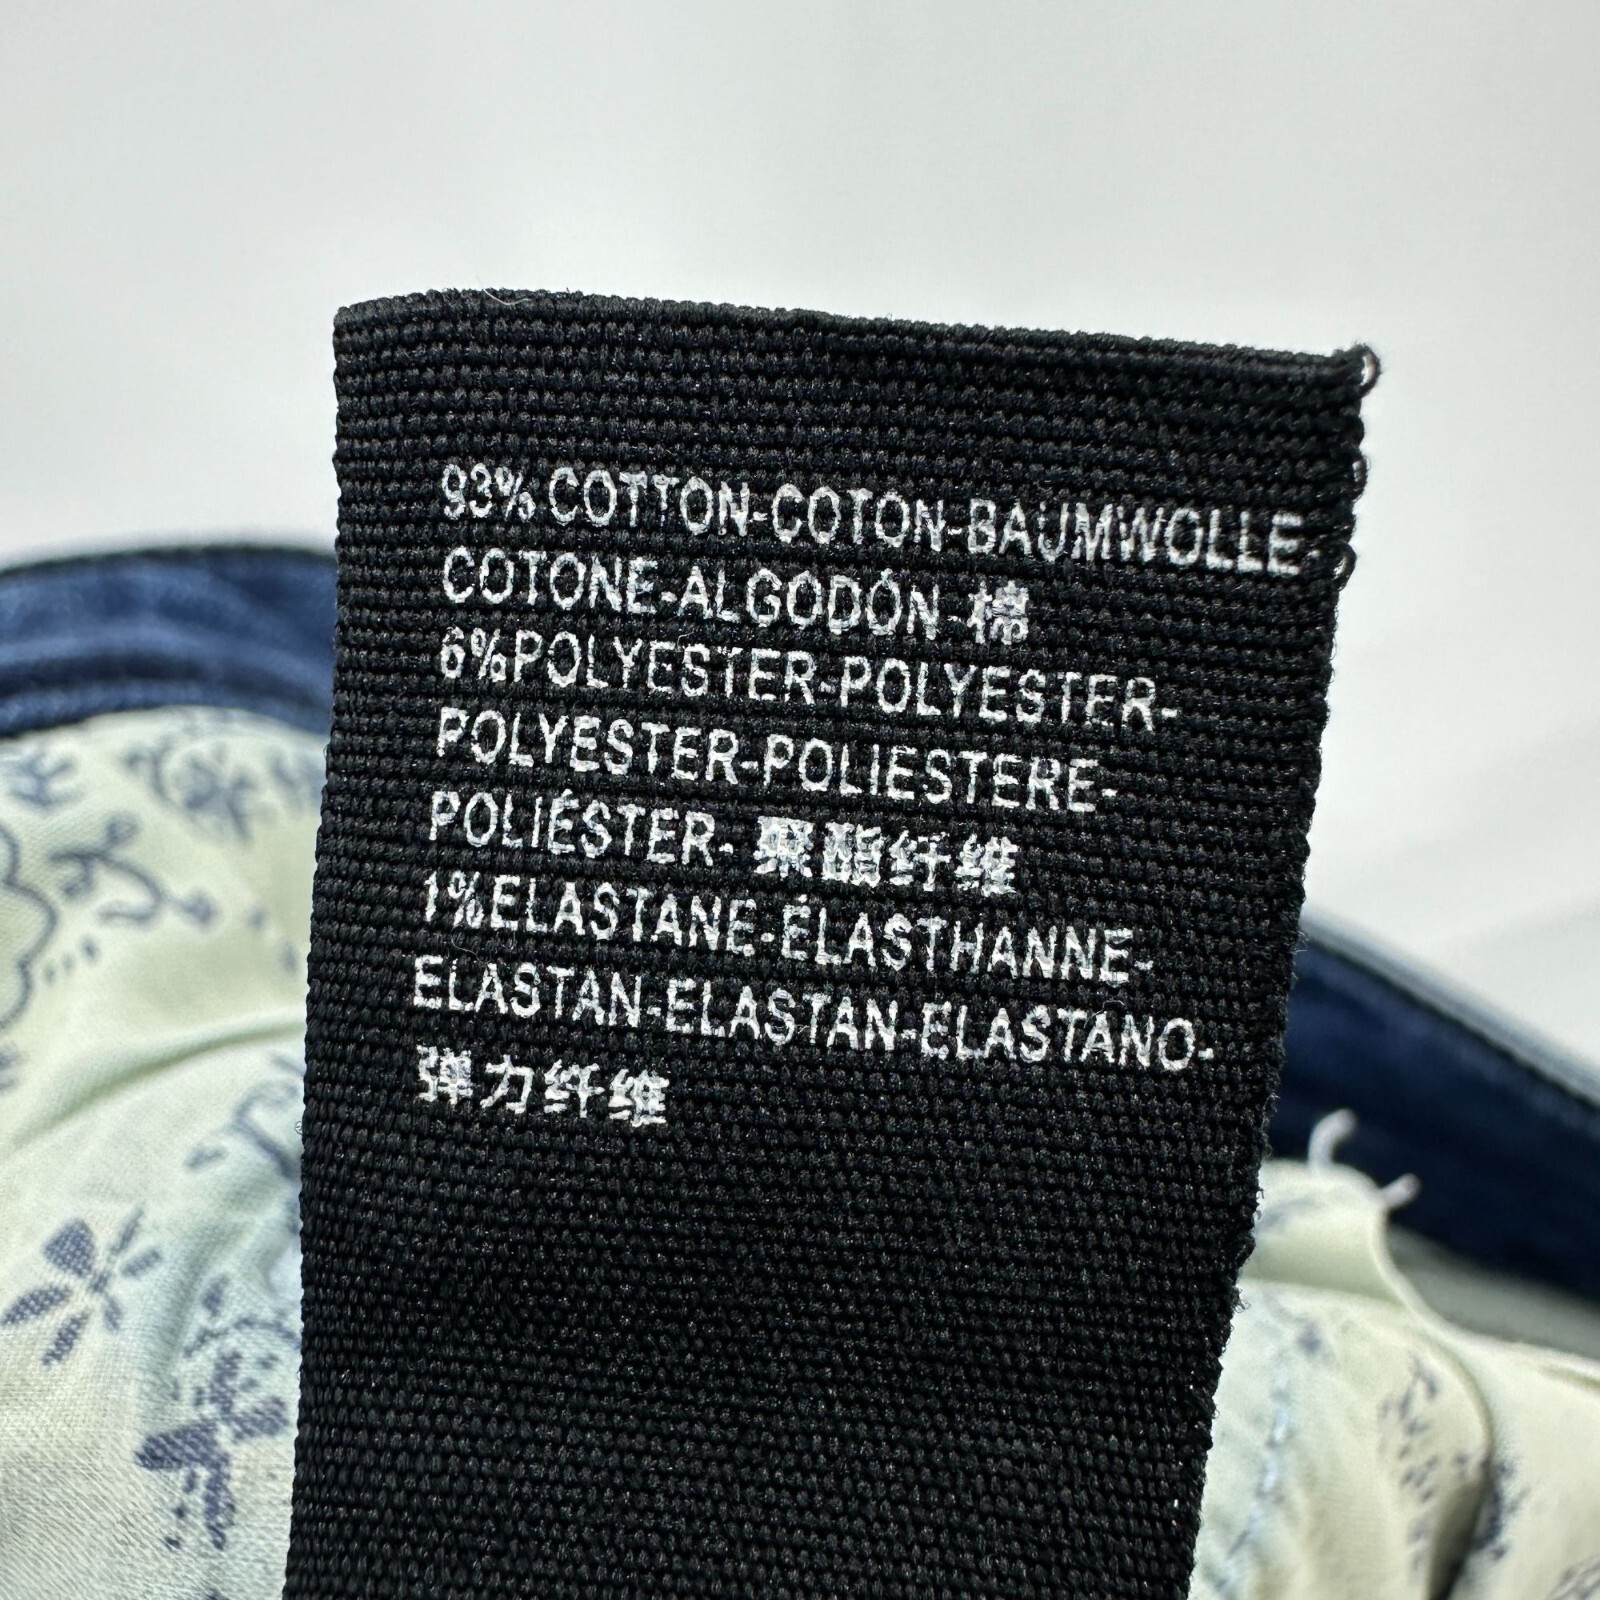 93% COTTON-COTON-BAUMWOLLE-
COTONE-ALGODÓN-棉
6%POLYESTER-POLYESTER-
POLYESTER-POLIESTERE-
POLIÉSTER-聚酯纤维
1%ELASTANE-ÉLASTHANNE-
ELASTAN-ELASTAN-ELASTANO-
弹力纤维